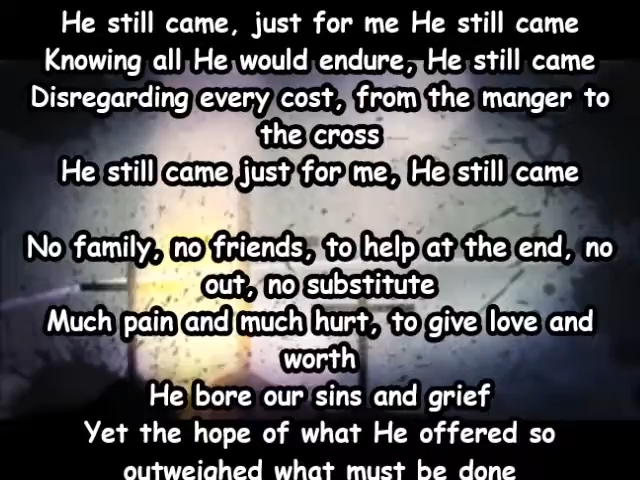 He still came, just for me He still came
Knowing all He would endure, He still came
Disregarding every cost, from the manger to
the cross
He still came just for me, He still came
No family, no friends, to help at the end, no
out, no substitute
Much pain and much hurt, to give love and
worth
He bore our sins and grief
Yet the hope of what He offered so
outweighed what must be done